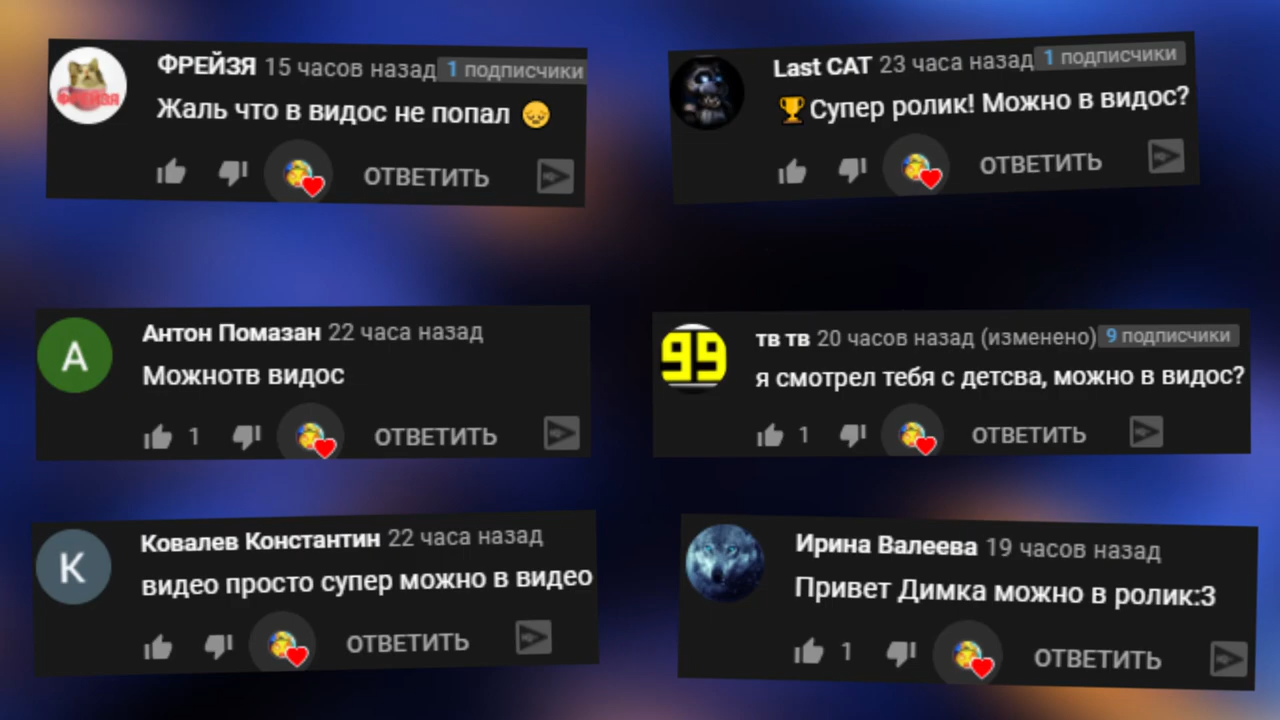 ФРЕЙЗЯ 15 часов назад 1 подписчики
Жаль что в видос не попал 😞
ОТВЕТИТЬ
Last CAT 23 часа назад 1 подписчики
🏆Супер ролик! Можно в видос?
ОТВЕТИТЬ
А
Антон Помазан 22 часа назад
Можнотв видос
1 ОТВЕТИТЬ
99
тв тв 20 часов назад (изменено) 9 подписчики
я смотрел тебя с детсва, можно в видос?
1 ОТВЕТИТЬ
К
Ковалев Константин 22 часа назад
видео просто супер можно в видео
ОТВЕТИТЬ
Ирина Валеева 19 часов назад
Привет Димка можно в ролик:3
1 ОТВЕТИТЬ